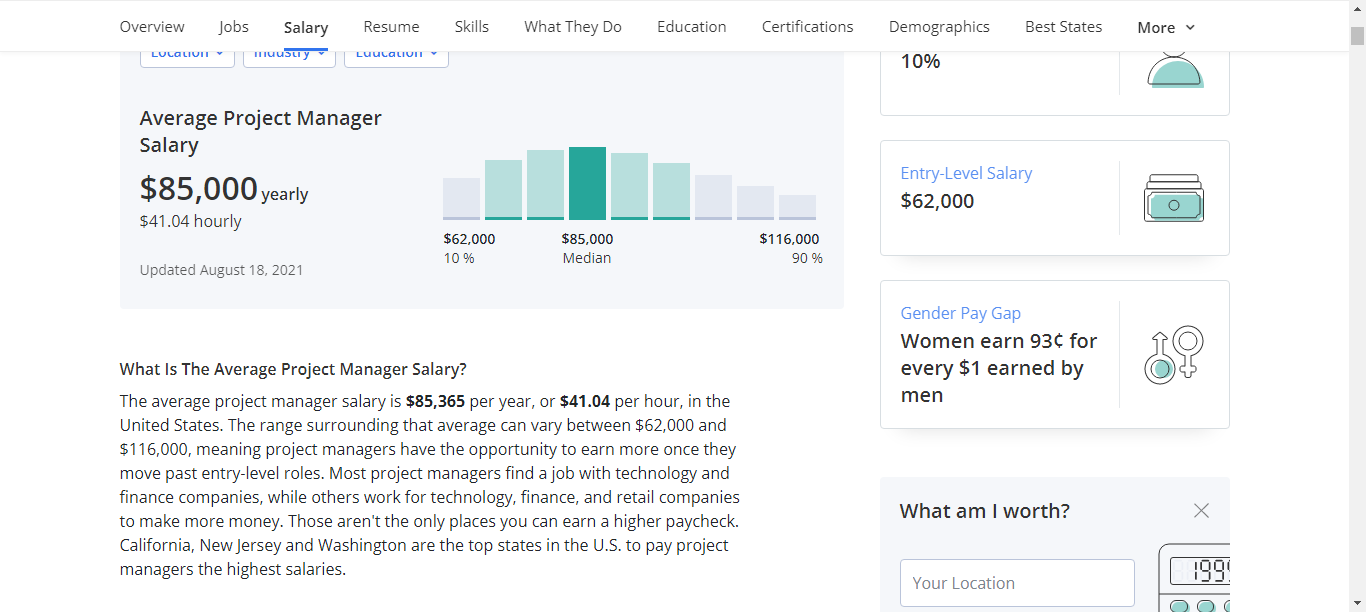 Overview Jobs Salary Resume Skills What They Do Education Certifications Demographics Best States More
Location Industry Education
Average Project Manager
Salary
$85,000 yearly
$41.04 hourly
Updated August 18, 2021
$62,000
10 %
$85,000
Median
$116,000
90 %
What Is The Average Project Manager Salary?
The average project manager salary is $85,365 per year, or $41.04 per hour, in the
United States. The range surrounding that average can vary between $62,000 and
$116,000, meaning project managers have the opportunity to earn more once they
move past entry-level roles. Most project managers find a job with technology and
finance companies, while others work for technology, finance, and retail companies
to make more money. Those aren't the only places you can earn a higher paycheck.
California, New Jersey and Washington are the top states in the U.S. to pay project
managers the highest salaries.
10%
Entry-Level Salary
$62,000
Gender Pay Gap
Women earn 93¢ for
every $1 earned by
men
What am I worth?
Your Location